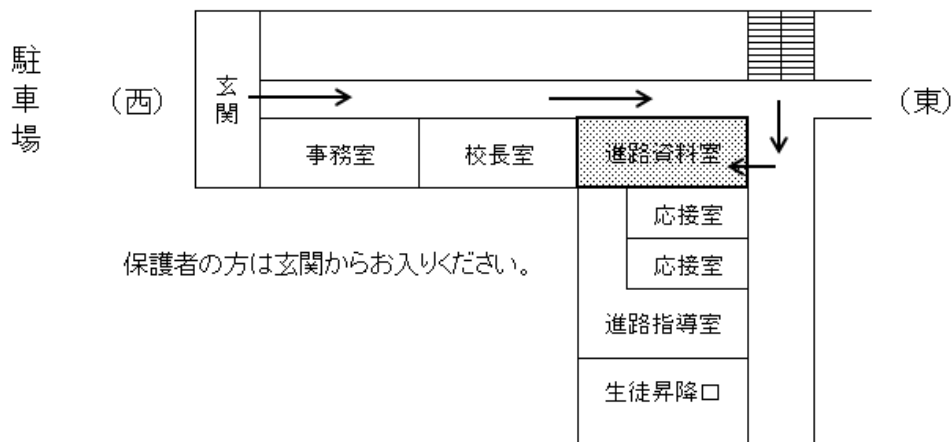 駐車場
（西）
玄関
（東）
事務室
校長室
進路資料室
応接室
応接室
保護者の方は玄関からお入りください。
進路指導室
生徒昇降口